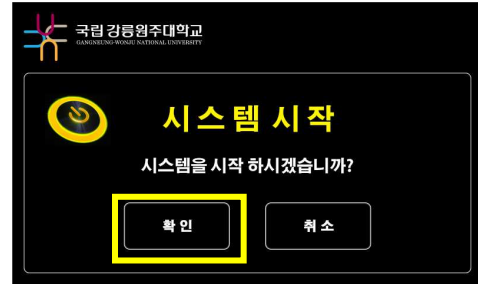 국립강릉원주대학교
GANGNEUNG-WONJU NATIONAL UNIVERSITY
시스템 시작
시스템을 시작 하시겠습니까?
확인
취소